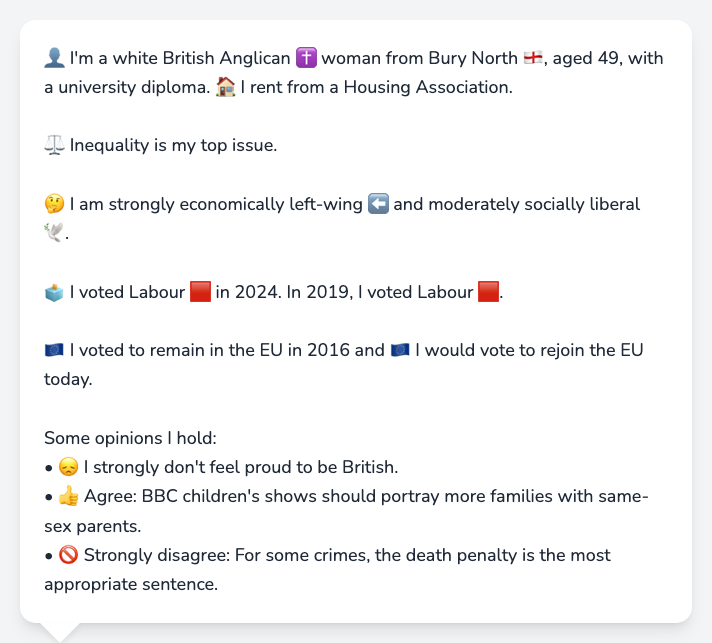 👤 I'm a white British Anglican ✝️ woman from Bury North 🏴󠁧󠁢󠁥󠁮󠁧󠁿, aged 49, with
a university diploma. 🏠 I rent from a Housing Association.
⚖️ Inequality is my top issue.
🤔 I am strongly economically left-wing ⬅️ and moderately socially liberal
🕊️.
🗳️ I voted Labour 🟥 in 2024. In 2019, I voted Labour 🟥.
🇪🇺 I voted to remain in the EU in 2016 and 🇪🇺 I would vote to rejoin the EU
today.
Some opinions I hold:
• 😞 I strongly don't feel proud to be British.
• 👍 Agree: BBC children's shows should portray more families with same-
sex parents.
• 🚫 Strongly disagree: For some crimes, the death penalty is the most
appropriate sentence.